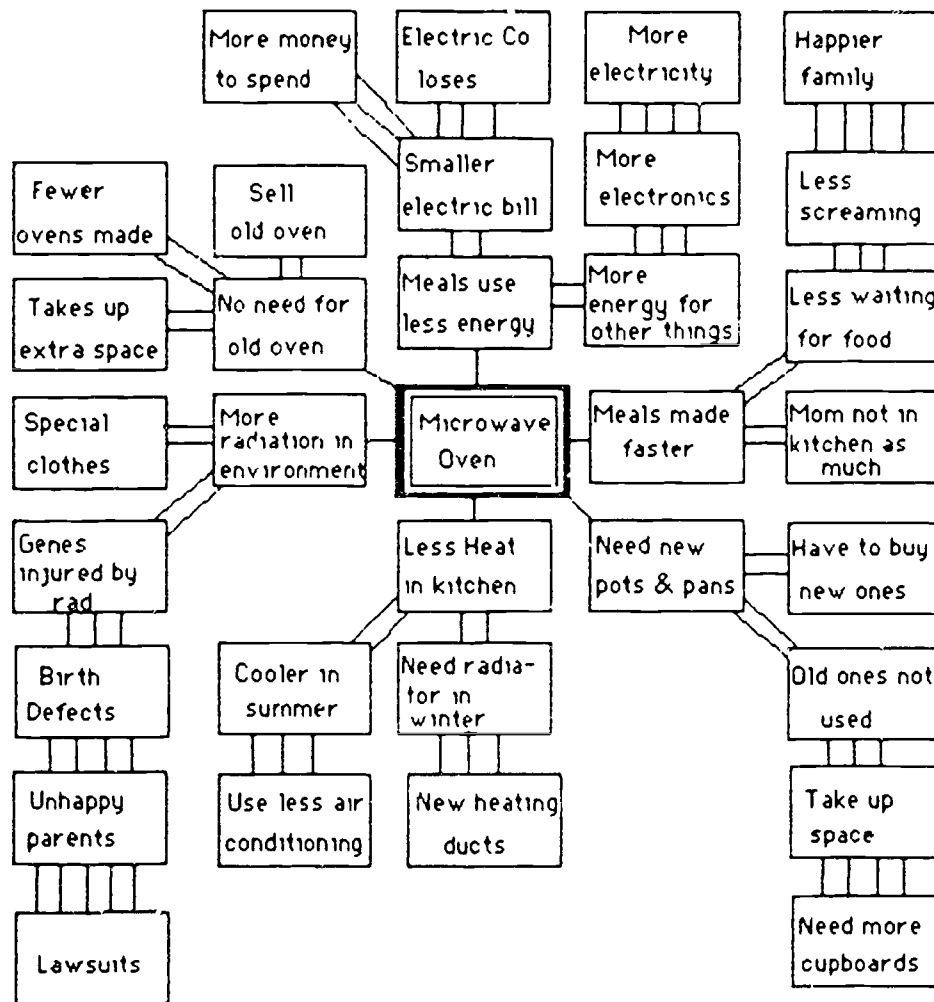 More money
to spend
Electric Co
loses
More
electricity
Happier
family
Fewer
ovens made
Sell
old oven
Smaller
electric bill
More
electronics
Less
screaming
Takes up
extra space
No need for
old oven
Meals use
less energy
More
energy for
other things
Less waiting
for food
Special
clothes
More
radiation in
environment
Microwave
Oven
Meals made
faster
Mom not in
kitchen as
much
Genes
injured by
rad
Less Heat
in kitchen
Need new
pots & pans
Have to buy
new ones
Birth
Defects
Cooler in
summer
Need radia-
tor in
winter
Old ones not
used
Unhappy
parents
Use less air
conditioning
New heating
ducts
Take up
space
Lawsuits
Need more
cupboards